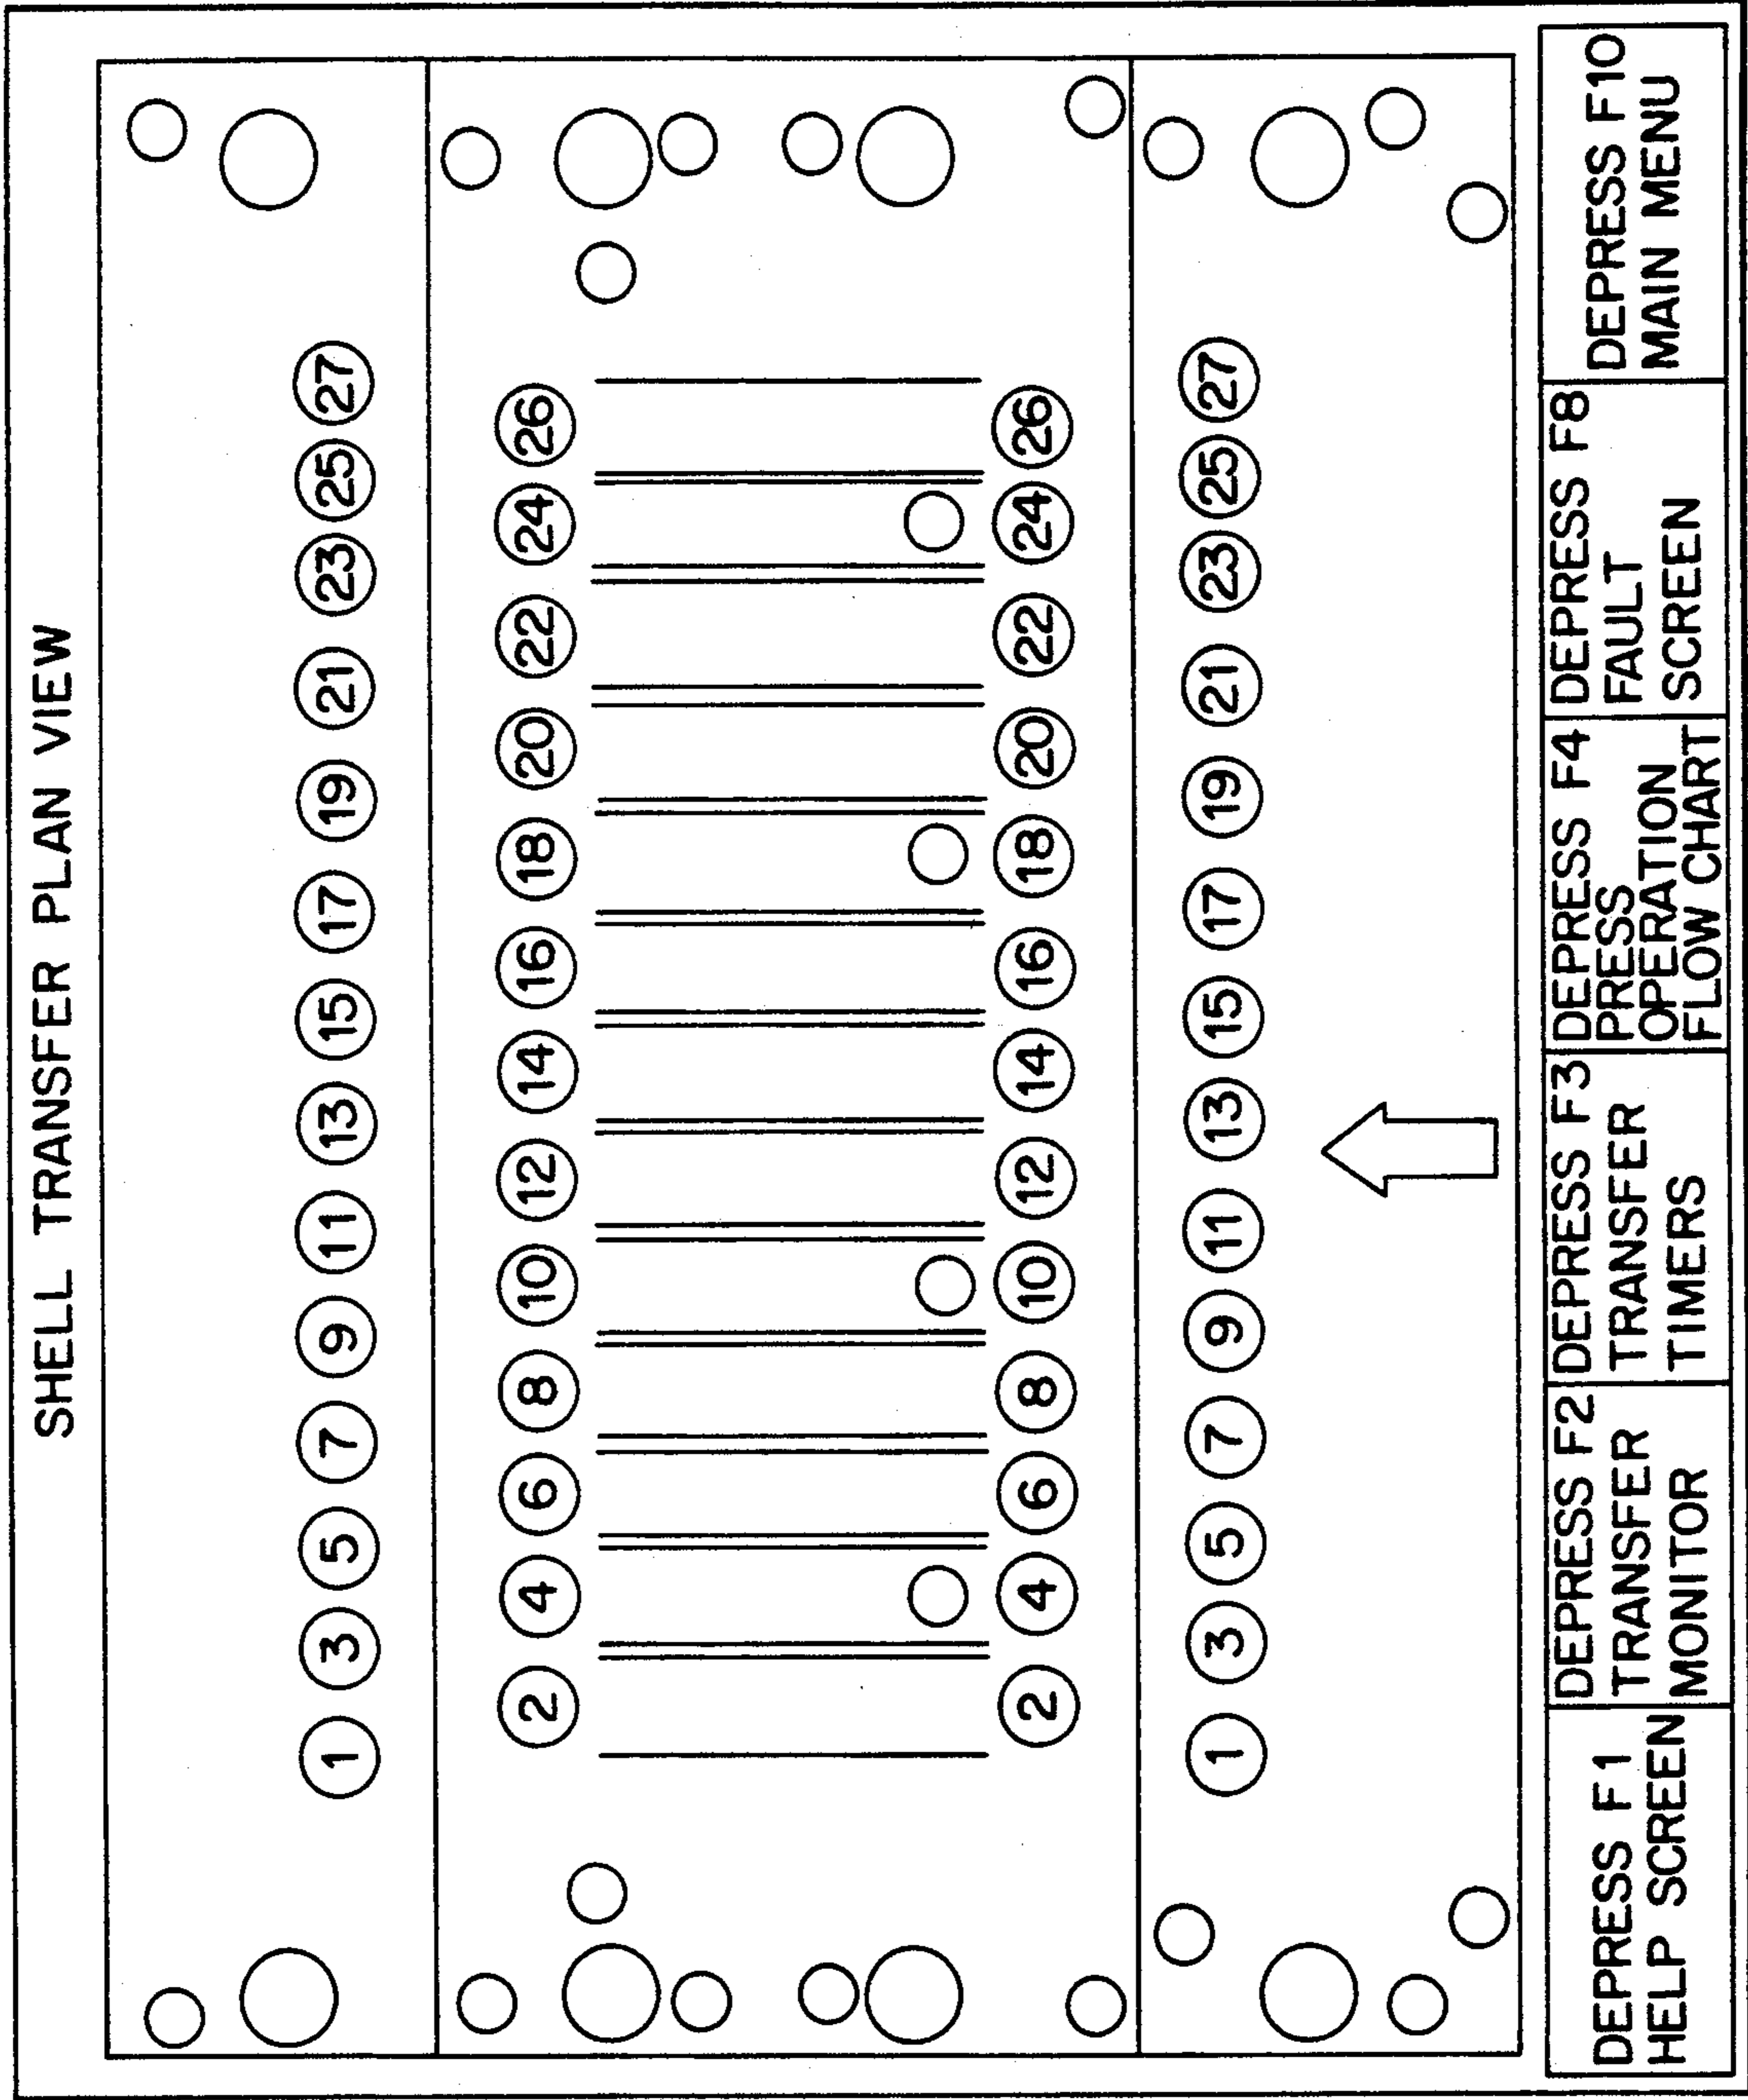 SHELL TRANSFER PLAN VIEW
1 3 5 7 9 11 13 15 17 19 21 23 25 27
2 4 6 8 10 12 14 16 18 20 22 24 26
2 4 6 8 10 12 14 16 18 20 22 24 26
1 3 5 7 9 11 13 15 17 19 21 23 25 27
DEPRESS F1
HELP SCREEN
DEPRESS F2
TRANSFER
MONITOR
DEPRESS F3
TRANSFER
TIMERS
DEPRESS F4
PRESS
OPERATION
FLOW CHART
DEPRESS F8
FAULT
SCREEN
DEPRESS F10
MAIN MENU